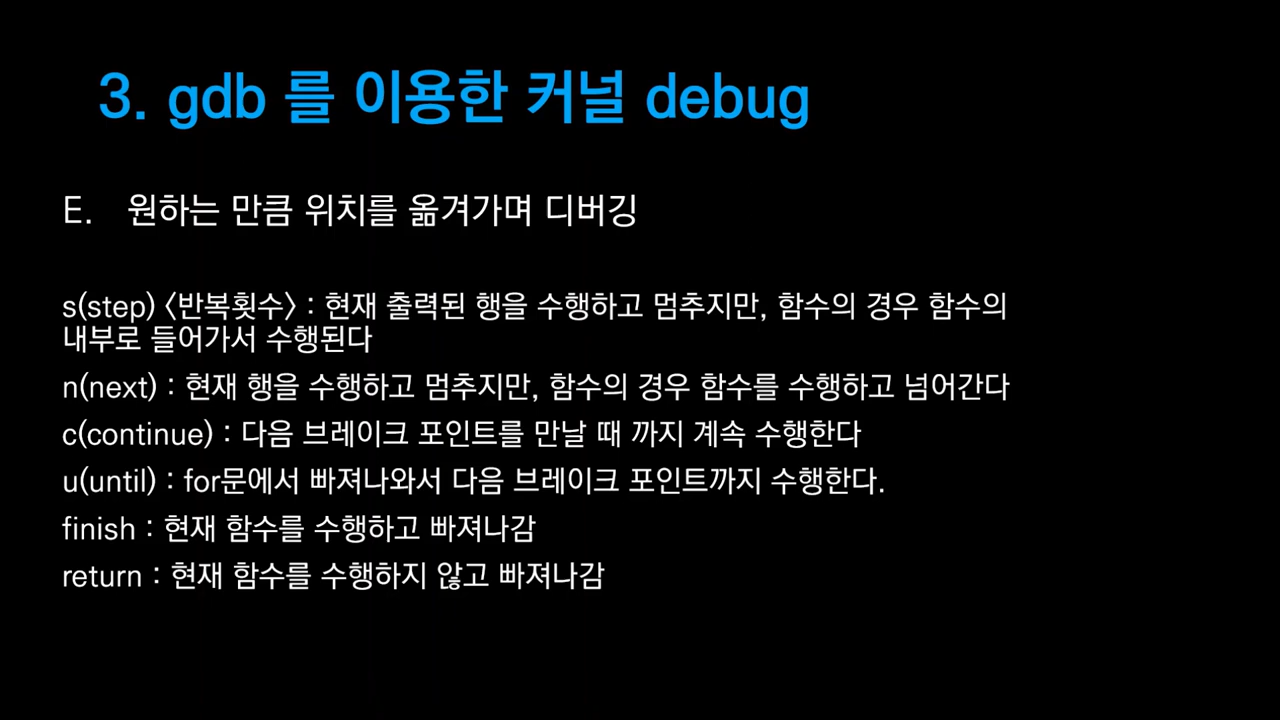 3. gdb 를 이용한 커널 debug
E. 원하는 만큼 위치를 옮겨가며 디버깅
s(step) <반복횟수> : 현재 출력된 행을 수행하고 멈추지만, 함수의 경우 함수의
내부로 들어가서 수행된다
n(next) : 현재 행을 수행하고 멈추지만, 함수의 경우 함수를 수행하고 넘어간다
c(continue) : 다음 브레이크 포인트를 만날 때 까지 계속 수행한다
u(until) : for문에서 빠져나와서 다음 브레이크 포인트까지 수행한다.
finish : 현재 함수를 수행하고 빠져나감
return : 현재 함수를 수행하지 않고 빠져나감